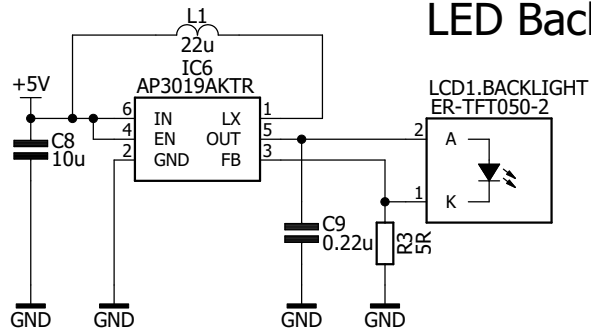 LED Bac
L1
22u
IC6
AP3019AKTR
+5V
LCD1.BACKLIGHT
ER-TFT050-2
6 IN LX 1
4 EN OUT 5
2 GND FB 3
C8
10u
2 A
1 K
C9
0.22u
R3
5R
GND GND GND GND